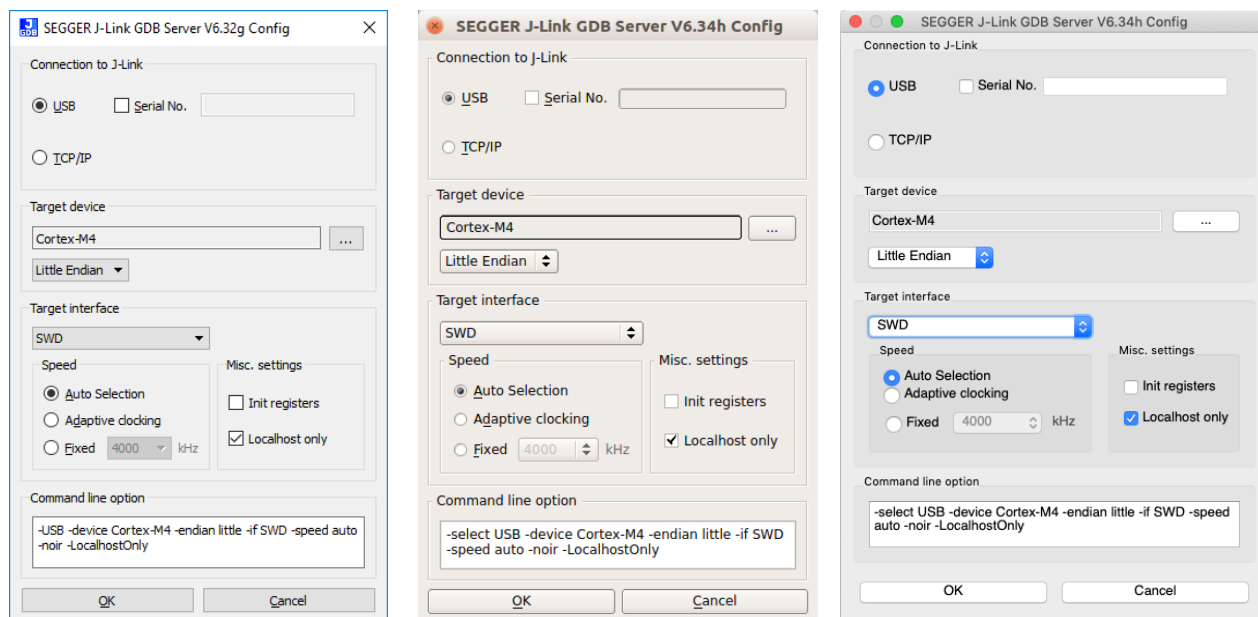 SEGGER J-Link GDB Server V6.32g Config
Connection to J-Link
USB Serial No.
TCP/IP
Target device
Cortex-M4 ...
Little Endian
Target interface
SWD
Speed Misc. settings
Auto Selection
Init registers
Adaptive clocking
Localhost only
Fixed 4000 kHz
Command line option
-USB -device Cortex-M4 -endian little -if SWD -speed auto
-noir -LocalhostOnly
OK Cancel
SEGGER J-Link GDB Server V6.34h Config
Connection to J-Link
USB Serial No.
TCP/IP
Target device
Cortex-M4 ...
Little Endian
Target interface
SWD
Speed Misc. settings
Auto Selection
Init registers
Adaptive clocking
Localhost only
Fixed 4000 kHz
Command line option
-select USB -device Cortex-M4 -endian little -if SWD
-speed auto -noir -LocalhostOnly
OK Cancel
SEGGER J-Link GDB Server V6.34h Config
Connection to J-Link
USB Serial No.
TCP/IP
Target device
Cortex-M4 ...
Little Endian
Target interface
SWD
Speed Misc. settings
Auto Selection
Init registers
Adaptive clocking
Localhost only
Fixed 4000 kHz
Command line option
-select USB -device Cortex-M4 -endian little -if SWD -speed
auto -noir -LocalhostOnly
OK Cancel